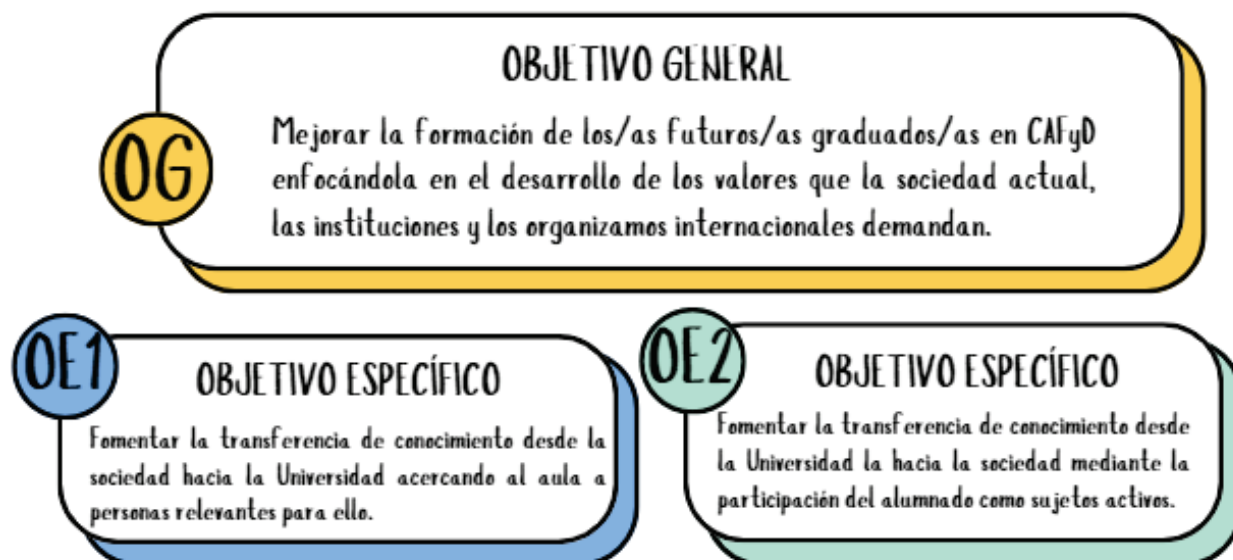 OBJETIVO GENERAL
OG
Mejorar la formación de los/as futuros/as graduados/as en CAFyD
enfocándola en el desarrollo de los valores que la sociedad actual,
las instituciones y los organizamos internacionales demandan.
OE1
OBJETIVO ESPECÍFICO
Fomentar la transferencia de conocimiento desde la
sociedad hacia la Universidad acercando al aula a
personas relevantes para ello.
OE2
OBJETIVO ESPECÍFICO
Fomentar la transferencia de conocimiento desde
la Universidad la hacia la sociedad mediante la
participación del alumnado como sujetos activos.